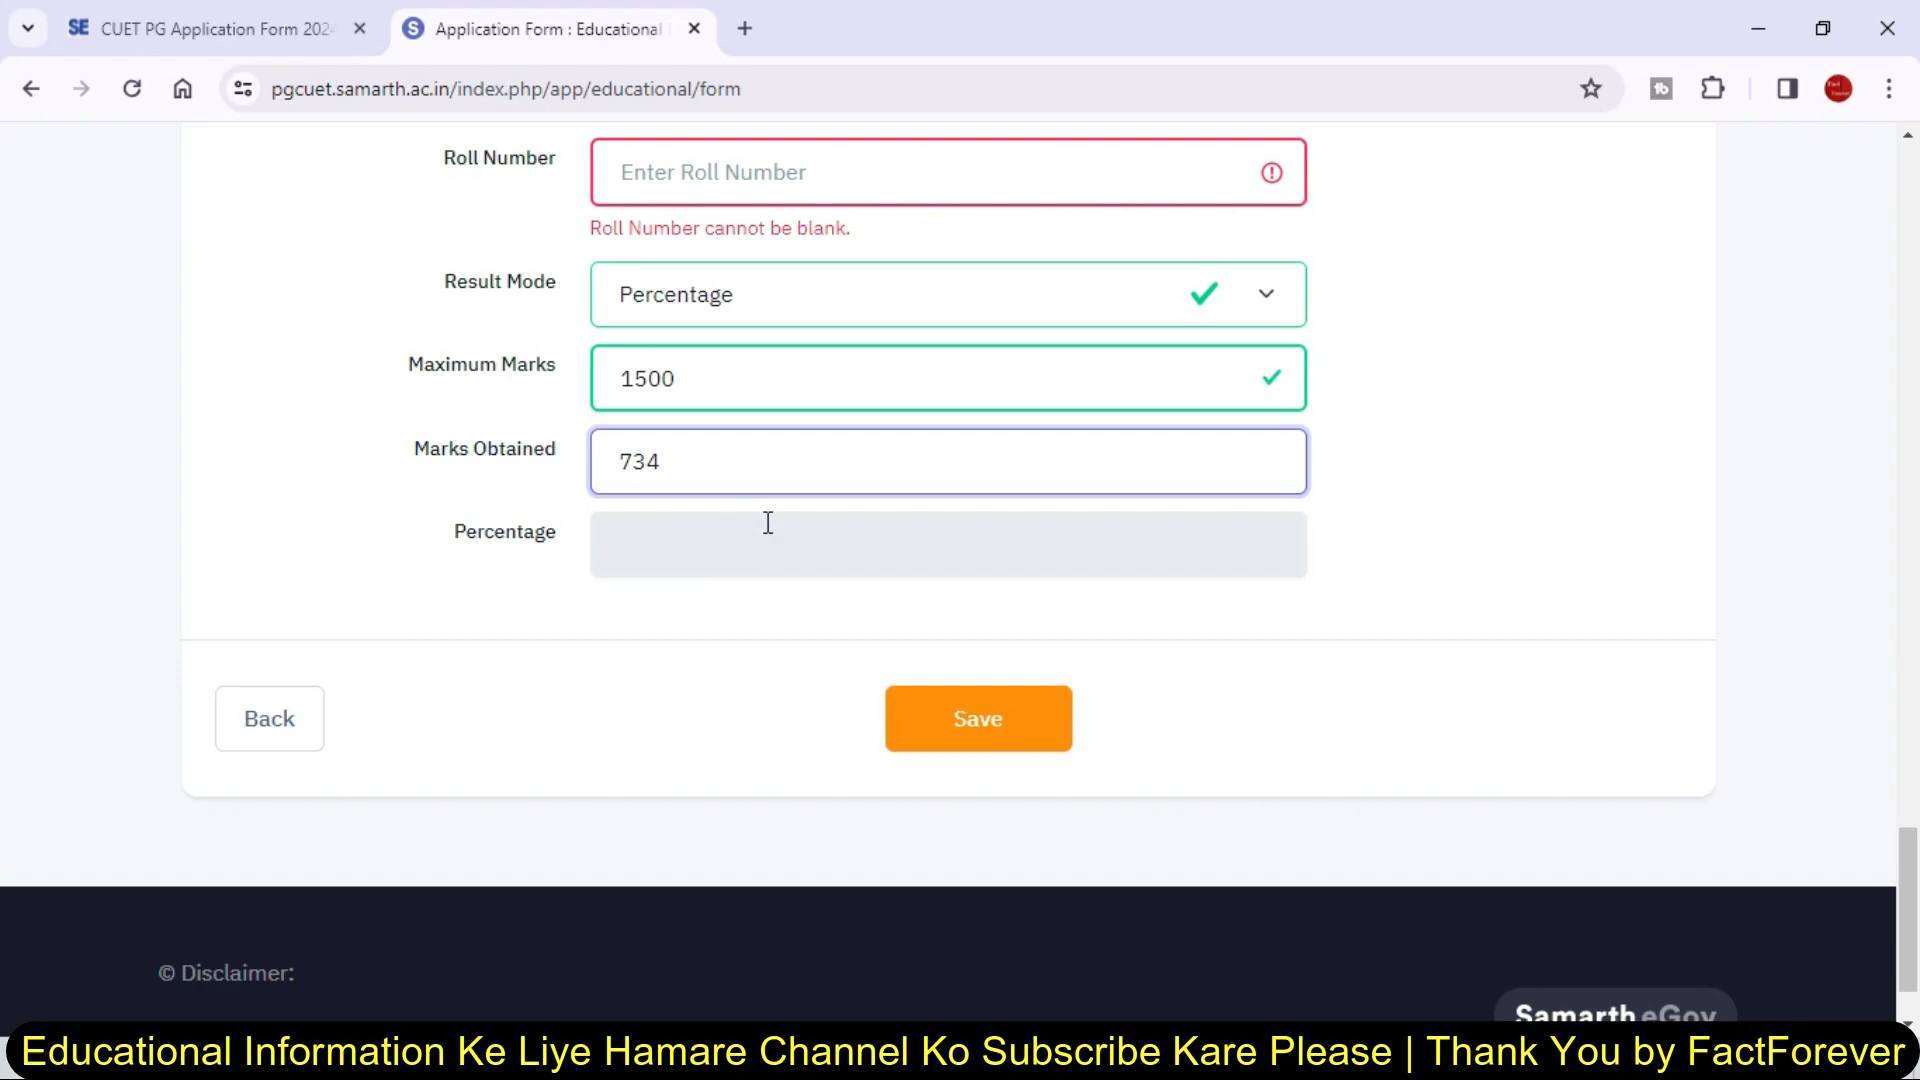 SE CUET PG Application Form 202
S Application Form : Educational
pgcuet.samarth.ac.in/index.php/app/educational/form
Roll Number
Enter Roll Number
Roll Number cannot be blank.
Result Mode
Percentage
Maximum Marks
1500
Marks Obtained
734
Percentage
Back
Save
© Disclaimer:
Samarth eGov
Educational Information Ke Liye Hamare Channel Ko Subscribe Kare Please | Thank You by FactForever